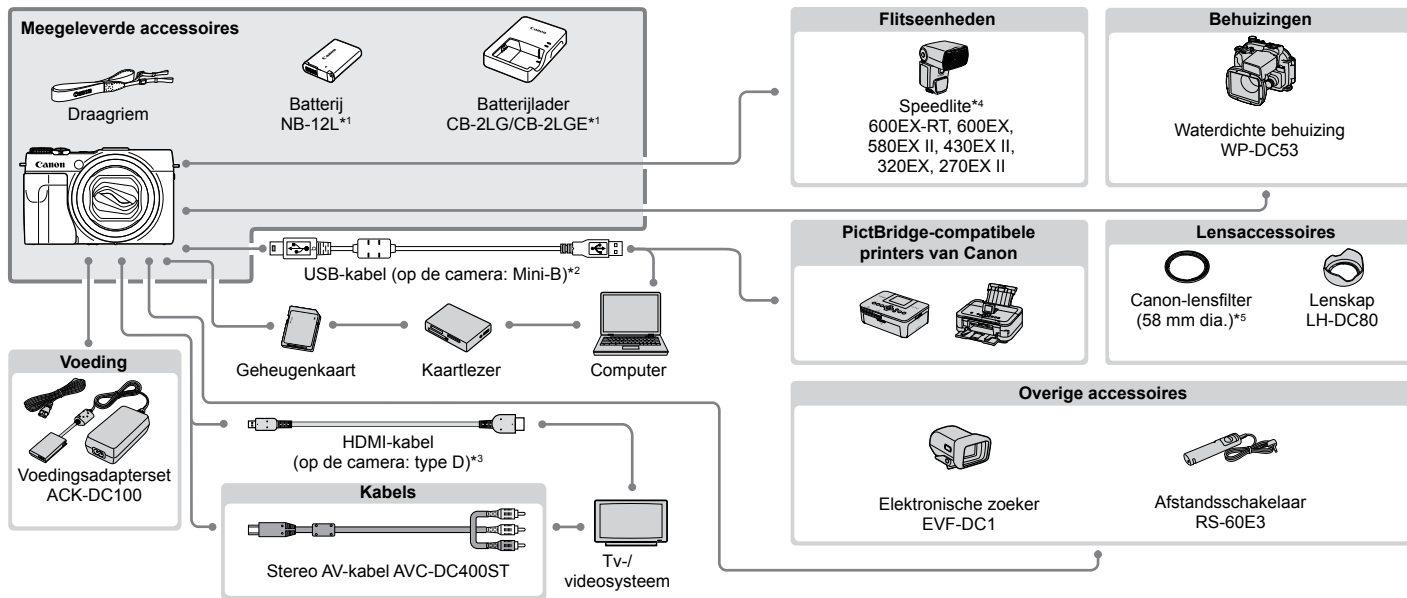 Meegeleverde accessoires
Canon
Canon
Canon
Draagriem
Batterij
NB-12L*1
Batterijlader
CB-2LG/CB-2LGE*1
Canon
Flitseenheden
Speedlite*4
600EX-RT, 600EX,
580EX II, 430EX II,
320EX, 270EX II
Behuizingen
Waterdichte behuizing
WP-DC53
USB-kabel (op de camera: Mini-B)*2
Geheugenkaart
Kaartlezer
Computer
PictBridge-compatibele
printers van Canon
Lensaccessoires
Canon-lensfilter
(58 mm dia.)*5
Lenskap
LH-DC80
Voeding
Voedingsadapterset
ACK-DC100
HDMI-kabel
(op de camera: type D)*3
Kabels
Stereo AV-kabel AVC-DC400ST
Tv-/
videosysteem
Overige accessoires
Elektronische zoeker
EVF-DC1
Afstandsschakelaar
RS-60E3